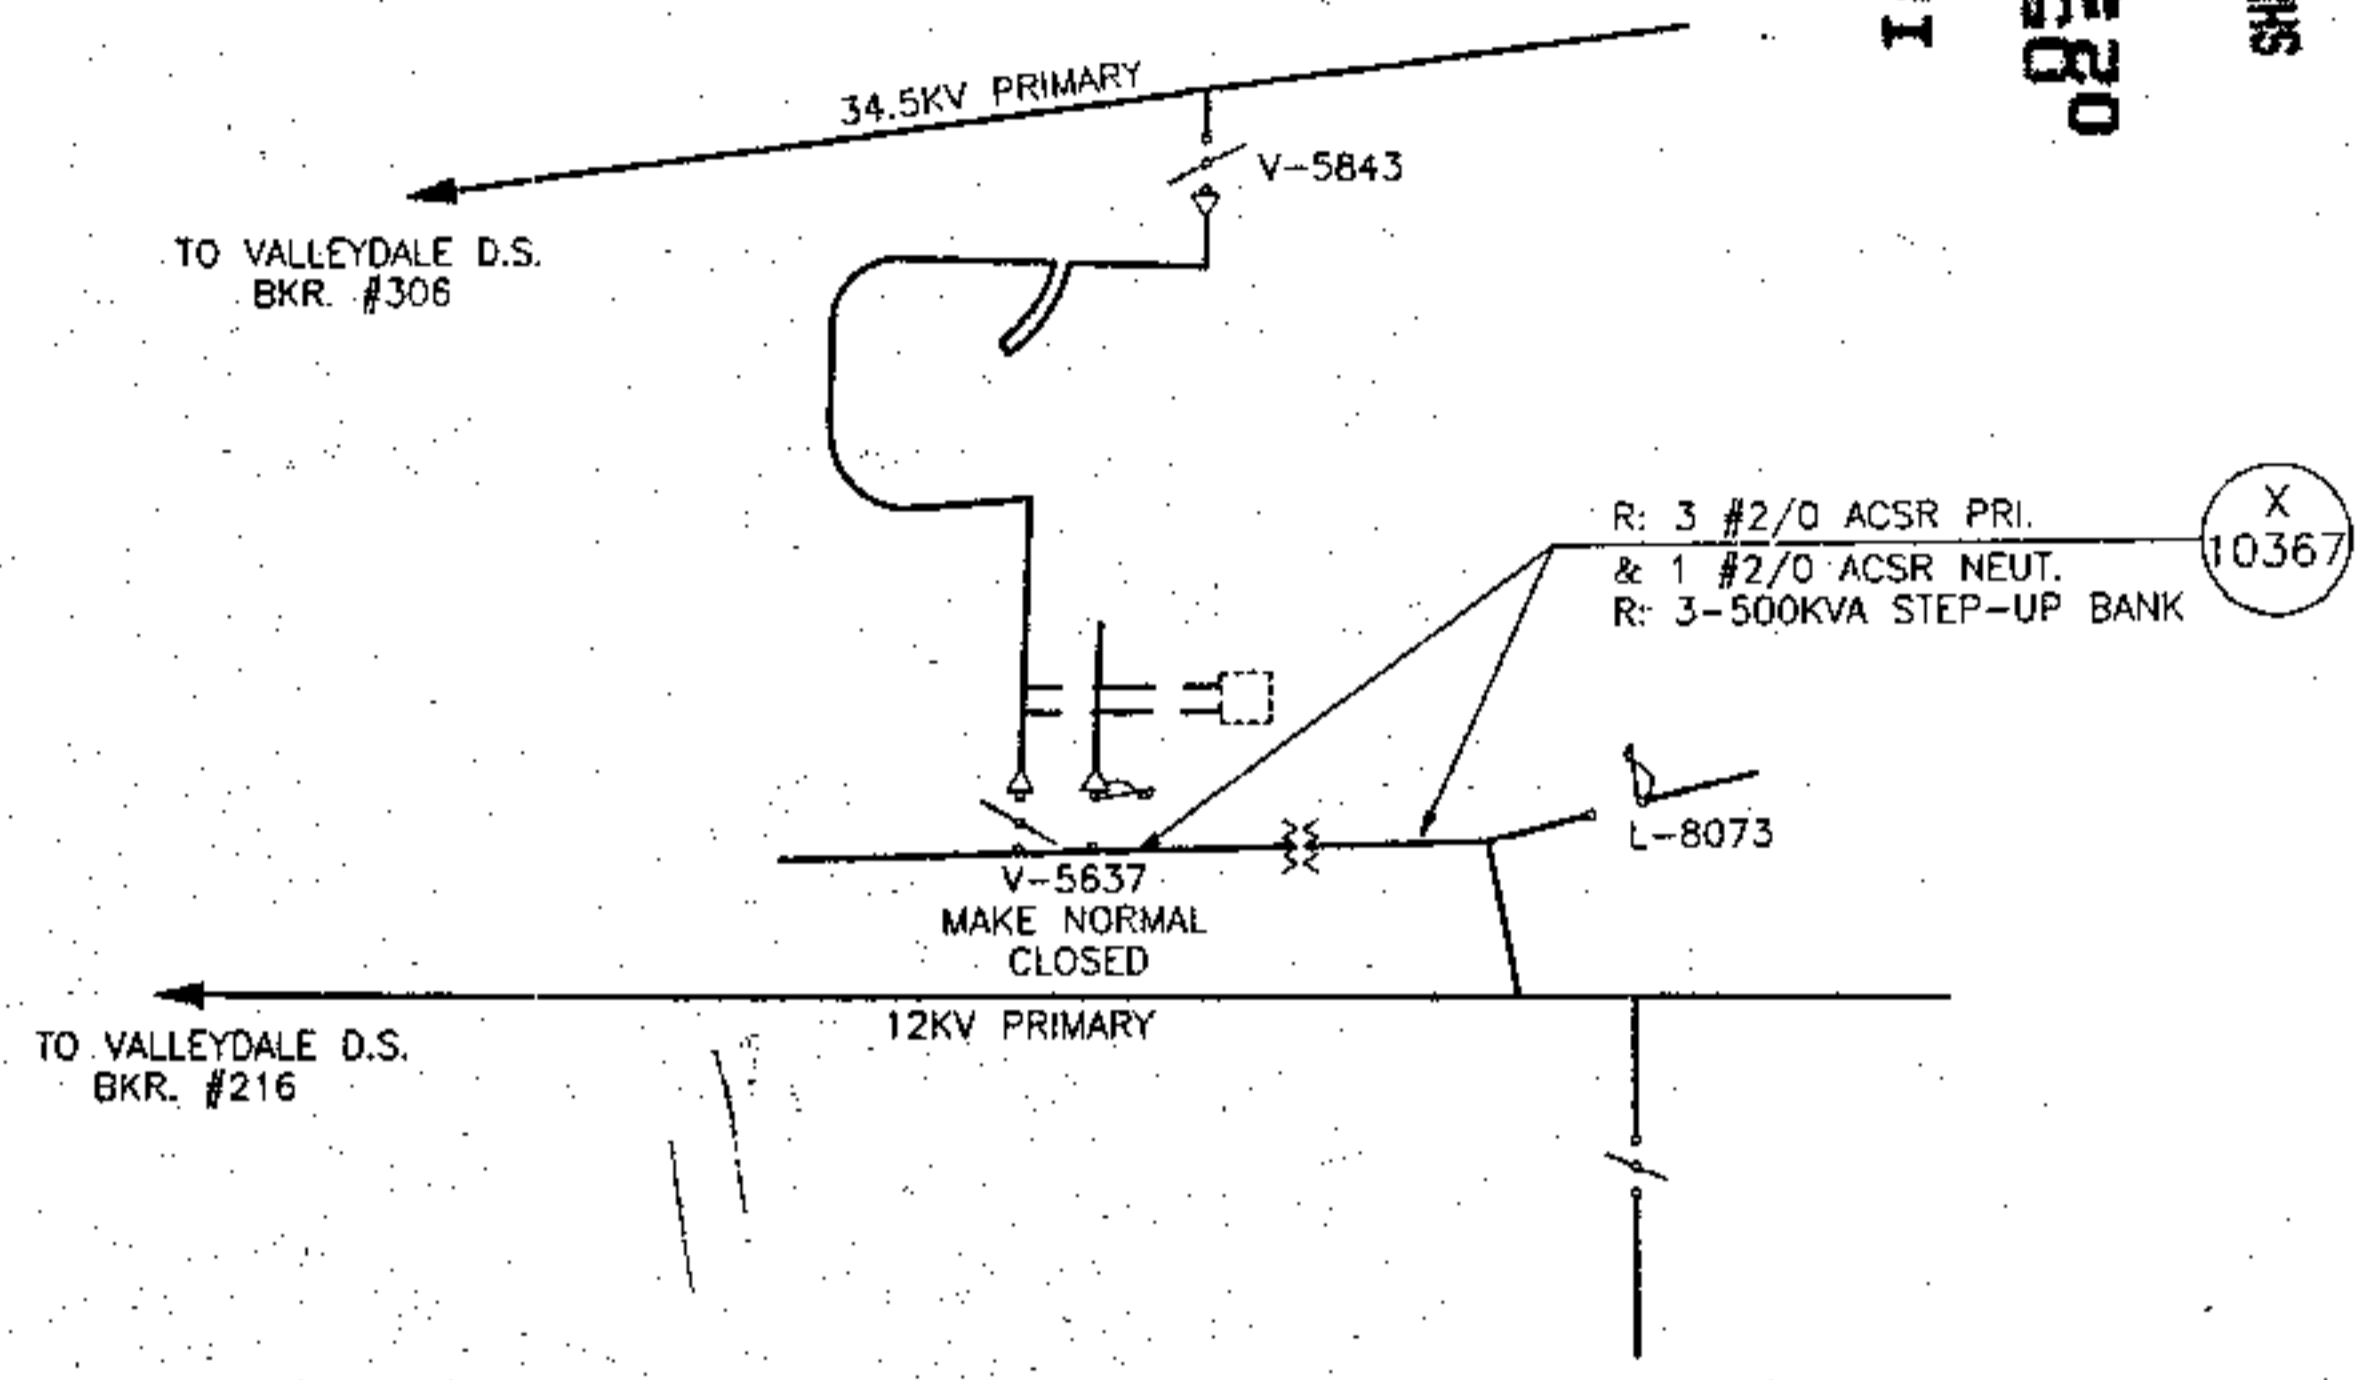 34.5KV PRIMARY
V-5843
TO VALLEYDALE D.S.
BKR. #306
R: 3 #2/0 ACSR PRI.
& 1 #2/0 ACSR NEUT.
R: 3-500KVA STEP-UP BANK
X
10367
L-8073
V-5637
MAKE NORMAL
CLOSED
12KV PRIMARY
TO VALLEYDALE D.S.
BKR. #216